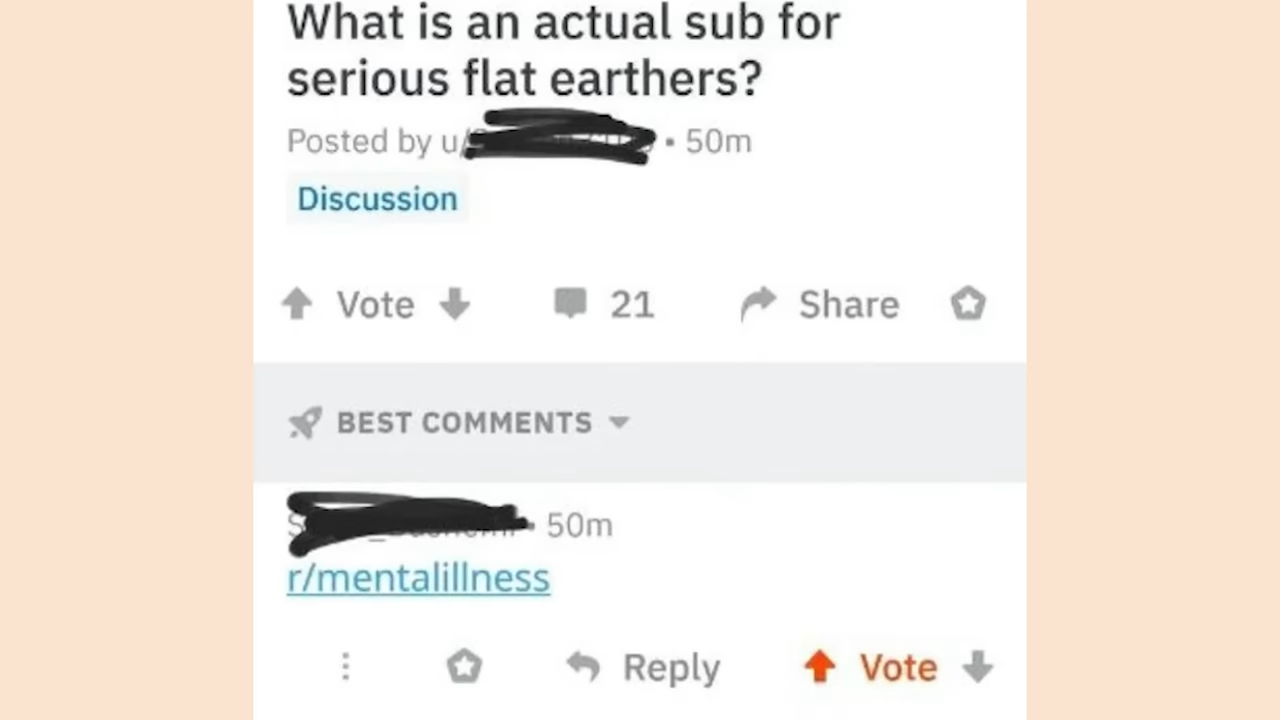 What is an actual sub for
serious flat earthers?
Posted by u/ • 50m
Discussion
Vote 21 Share
BEST COMMENTS
• 50m
r/mentalillness
Reply Vote